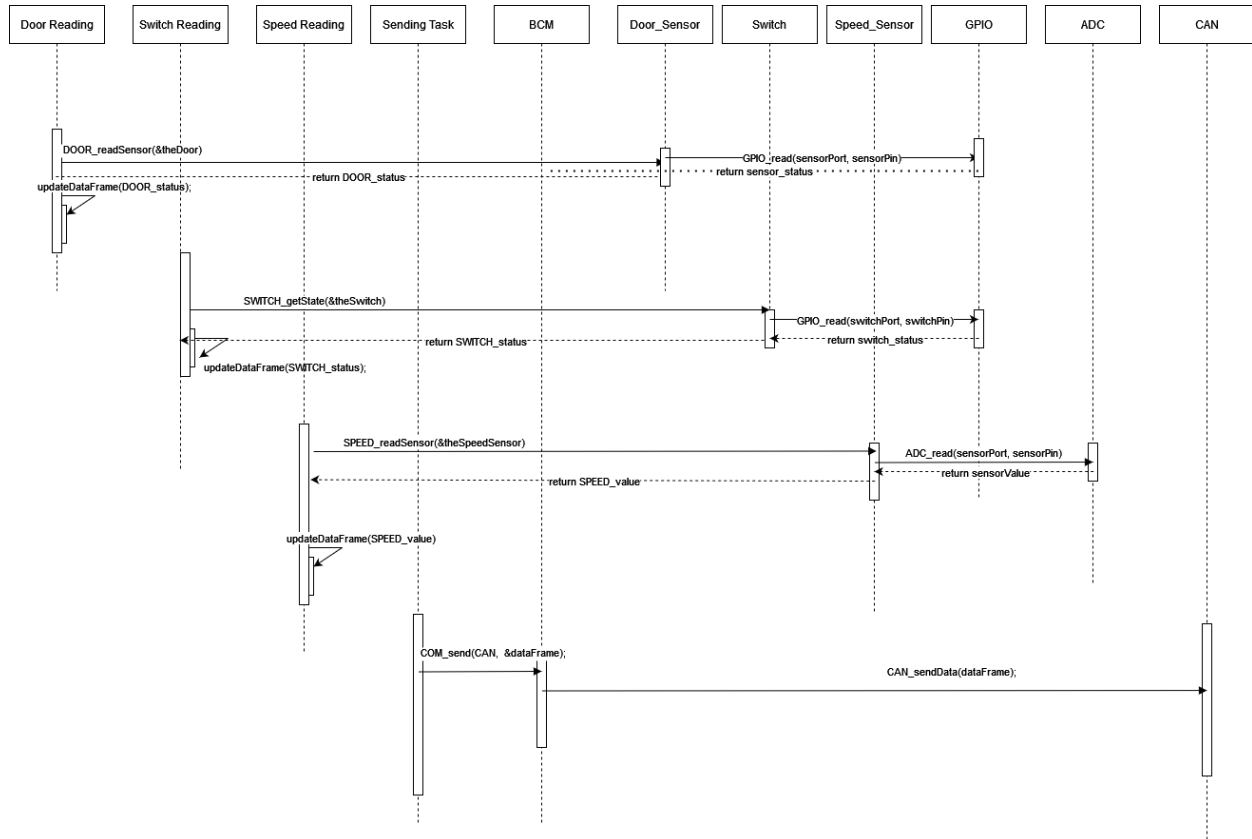 Door Reading
Switch Reading
Speed Reading
Sending Task
BCM
Door_Sensor
Switch
Speed_Sensor
GPIO
ADC
CAN
DOOR_readSensor(&theDoor)
GPIO_read(sensorPort, sensorPin)
return sensor_status
return DOOR_status
updateDataFrame(DOOR_status);
SWITCH_getState(&theSwitch)
GPIO_read(switchPort, switchPin)
return switch_status
return SWITCH_status
updateDataFrame(SWITCH_status);
SPEED_readSensor(&theSpeedSensor)
ADC_read(sensorPort, sensorPin)
return sensorValue
return SPEED_value
updateDataFrame(SPEED_value)
COM_send(CAN, &dataFrame);
CAN_sendData(dataFrame);